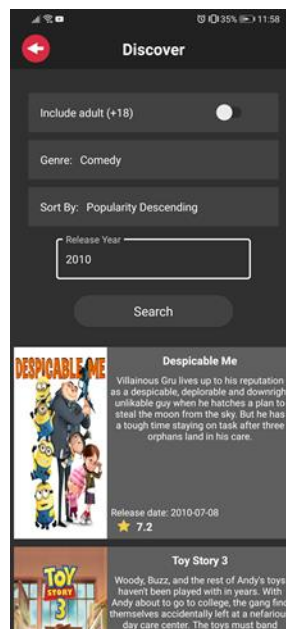 35% 11:58
Discover
Include adult (+18)
Genre: Comedy
Sort By: Popularity Descending
Release Year
2010
Search
DESPICABLE ME
Despicable Me
Villainous Gru lives up to his reputation
as a despicable, deplorable and downrigh
unlikable guy when he hatches a plan to
steal the moon from the sky. But he has
a tough time staying on task after three
orphans land in his care.
Release date: 2010-07-08
7.2
TOY
STORY
3
Toy Story 3
Woody, Buzz, and the rest of Andy's toys
haven't been played with in years. With
Andy about to go to college, the gang find
themselves accidentally left at a nefariou
day care center. The toys must band